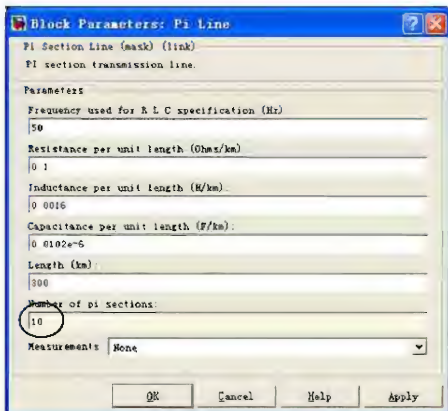 Block Parameters: Pi Line
Pi Section Line (mask) (link)
PI section transmission line.
Parameters
Frequency used for R L C specification (Hz)
50
Resistance per unit length (Ohms/km)
0 1
Inductance per unit length (H/km):
0 0016
Capacitance per unit length (F/km):
0 0102e-6
Length (km):
300
Number of pi sections:
10
Measurements None
OK Cancel Help Apply